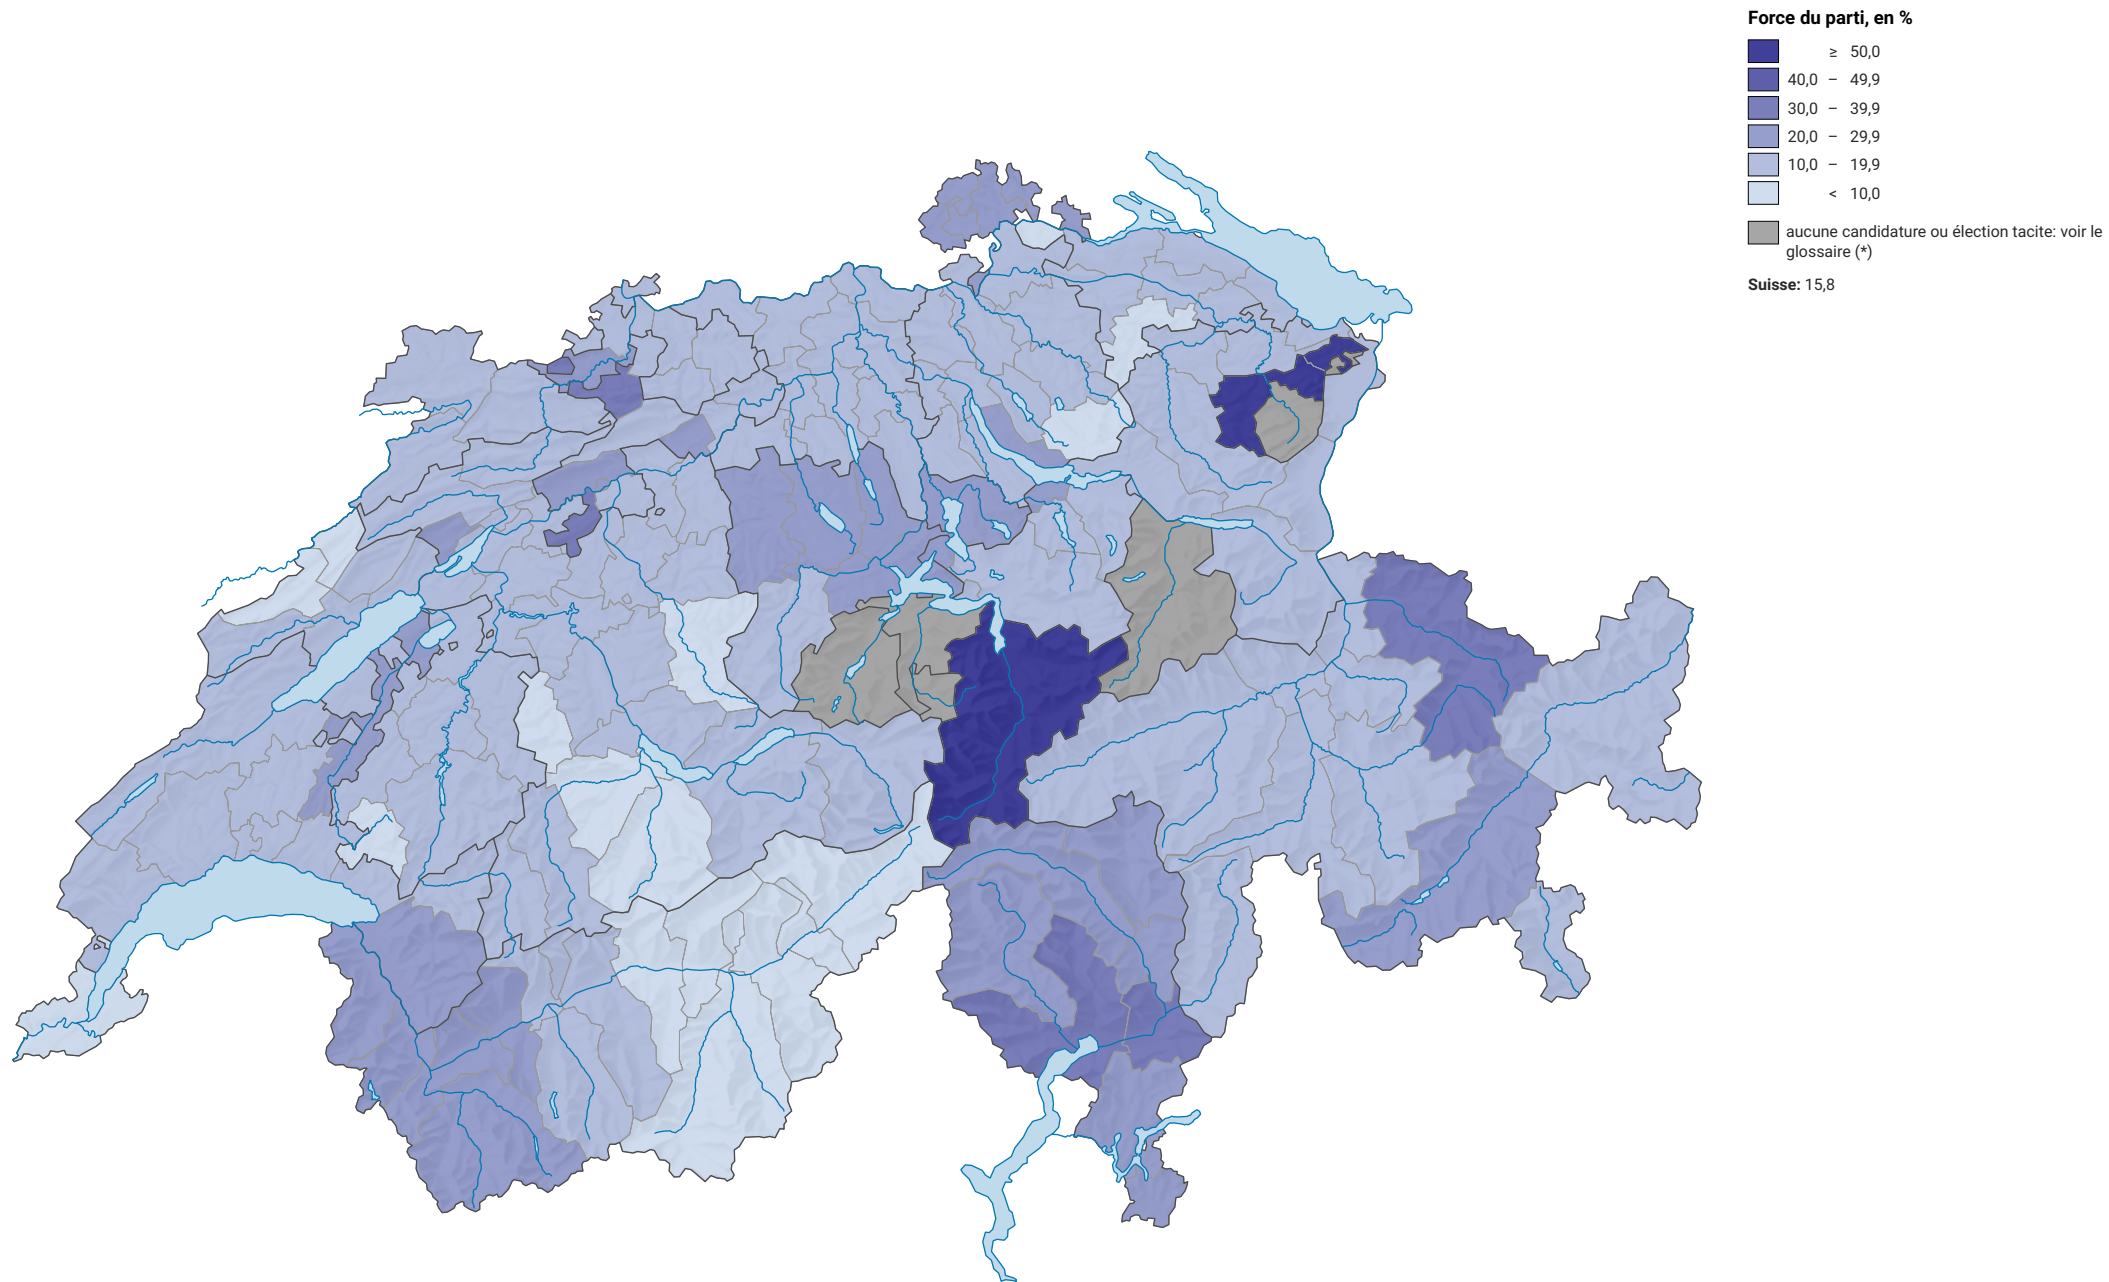 Force du parti, en %
≥ 50,0
40,0 – 49,9
30,0 – 39,9
20,0 – 29,9
10,0 – 19,9
< 10,0
aucune candidature ou élection tacite: voir le
glossaire (*)
Suisse: 15,8